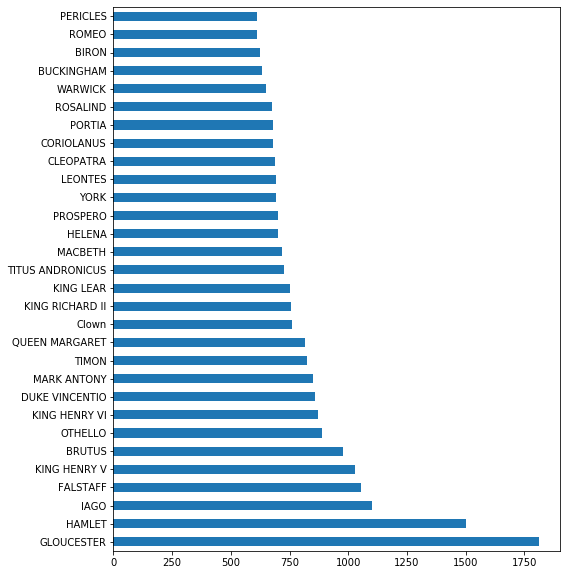 PERICLES
ROMEO
BIRON
BUCKINGHAM
WARWICK
ROSALIND
PORTIA
CORIOLANUS
CLEOPATRA
LEONTES
YORK
PROSPERO
HELENA
MACBETH
TITUS ANDRONICUS
KING LEAR
KING RICHARD II
Clown
QUEEN MARGARET
TIMON
MARK ANTONY
DUKE VINCENTIO
KING HENRY VI
OTHELLO
BRUTUS
KING HENRY V
FALSTAFF
IAGO
HAMLET
GLOUCESTER
0 250 500 750 1000 1250 1500 1750